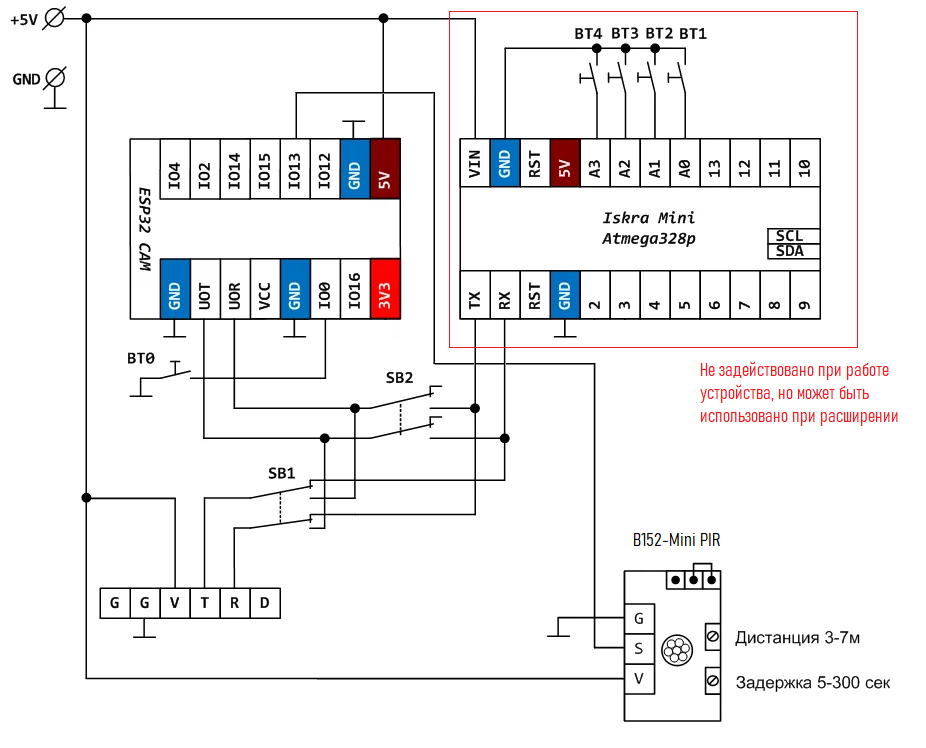 +5V
GND
BT4 BT3 BT2 BT1
IO4 IO2 IO14 IO15 IO13 IO12 GND 5V
ESP32 CAM
GND UOT UOR VCC GND IO0 IO16 3V3
VIN GND RST 5V A3 A2 A1 A0 13 12 11 10
Iskra Mini
Atmega328p
SCL
SDA
TX RX RST GND 2 3 4 5 6 7 8 9
BT0
SB2
Не задействовано при работе
устройства, но может быть
использовано при расширении
SB1
G G V T R D
B152-Mini PIR
G
S
V
Дистанция 3-7м
Задержка 5-300 сек